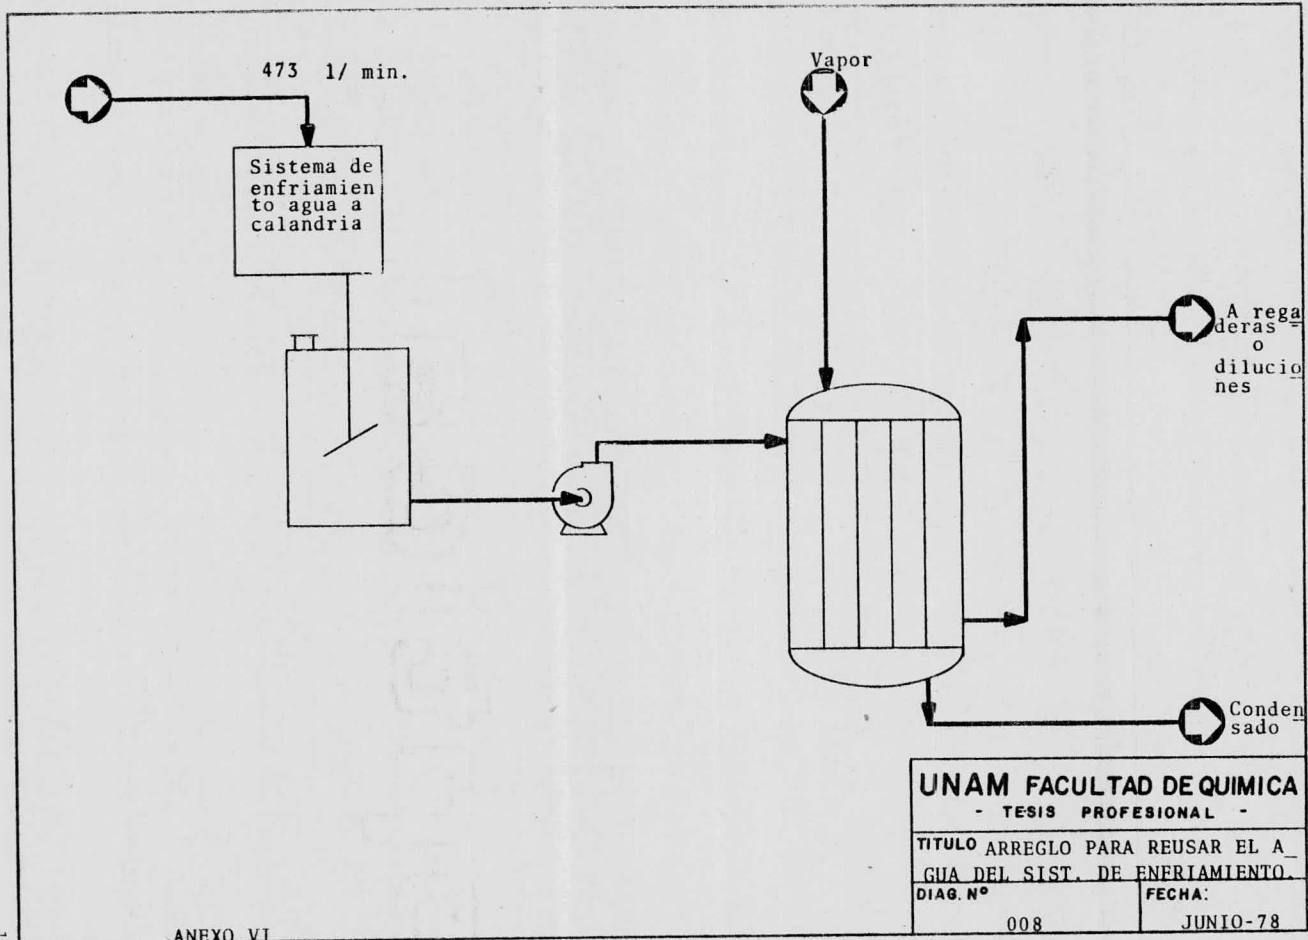 473 l/ min.
Vapor
Sistema de
enfriamien
to agua a
calandria
A rega
deras -
o
dilucio
nes
Conden
sado
UNAM FACULTAD DE QUIMICA
- TESIS PROFESIONAL -
TITULO ARREGLO PARA REUSAR EL A_
GUA DEL SIST. DE ENFRIAMIENTO.
DIAG. Nº
008
FECHA:
JUNIO-78
ANEXO VI